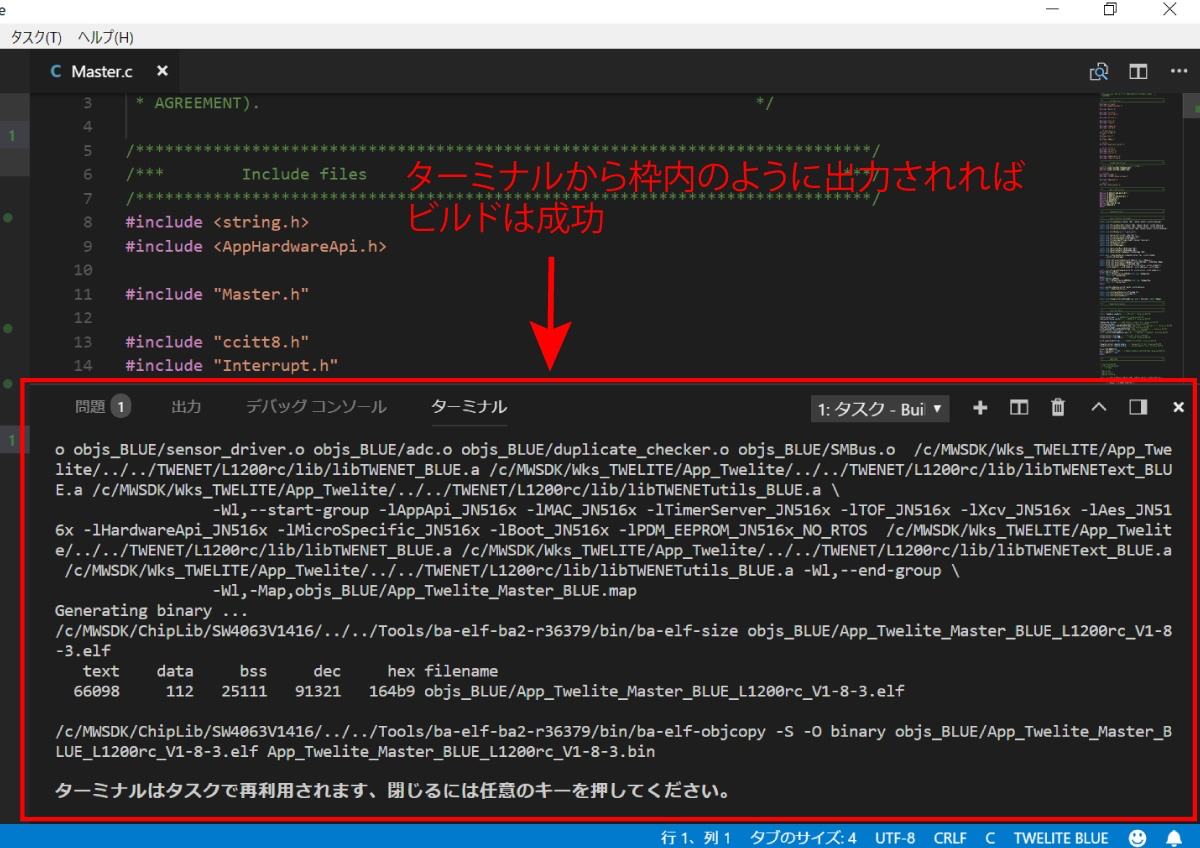 e
タスク(T) ヘルプ(H)
C Master.c ×
3 * AGREEMENT). */
4
5 /****************************************************************************/
6 /*** Include files ***/
7 /****************************************************************************/
8 #include <string.h>
9 #include <AppHardwareApi.h>
10
11 #include "Master.h"
12
13 #include "ccitt8.h"
14 #include "Interrupt.h"
1
1
ターミナルから枠内のように出力されれば
ビルドは成功
問題 1 出力 デバッグ コンソール ターミナル 1: タスク - Bui
o objs_BLUE/sensor_driver.o objs_BLUE/adc.o objs_BLUE/duplicate_checker.o objs_BLUE/SMBus.o /c/MWSDK/Wks_TWELITE/App_Twe
lite/../../TWENET/L1200rc/lib/libTWENET_BLUE.a /c/MWSDK/Wks_TWELITE/App_Twelite/../../TWENET/L1200rc/lib/libTWENEText_BLU
E.a /c/MWSDK/Wks_TWELITE/App_Twelite/../../TWENET/L1200rc/lib/libTWENETutils_BLUE.a \
-Wl,--start-group -lAppApi_JN516x -lMAC_JN516x -lTimerServer_JN516x -lTOF_JN516x -lXcv_JN516x -lAes_JN51
6x -lHardwareApi_JN516x -lMicroSpecific_JN516x -lBoot_JN516x -lPDM_EEPROM_JN516x_NO_RTOS /c/MWSDK/Wks_TWELITE/App_Twelit
e/../../TWENET/L1200rc/lib/libTWENET_BLUE.a /c/MWSDK/Wks_TWELITE/App_Twelite/../../TWENET/L1200rc/lib/libTWENEText_BLUE.a
/c/MWSDK/Wks_TWELITE/App_Twelite/../../TWENET/L1200rc/lib/libTWENETutils_BLUE.a -Wl,--end-group \
-Wl,-Map,objs_BLUE/App_Twelite_Master_BLUE.map
Generating binary ...
/c/MWSDK/ChipLib/SW4063V1416/../../Tools/ba-elf-ba2-r36379/bin/ba-elf-size objs_BLUE/App_Twelite_Master_BLUE_L1200rc_V1-8
-3.elf
text data bss dec hex filename
66098 112 25111 91321 164b9 objs_BLUE/App_Twelite_Master_BLUE_L1200rc_V1-8-3.elf
/c/MWSDK/ChipLib/SW4063V1416/../../Tools/ba-elf-ba2-r36379/bin/ba-elf-objcopy -S -O binary objs_BLUE/App_Twelite_Master_B
LUE_L1200rc_V1-8-3.elf App_Twelite_Master_BLUE_L1200rc_V1-8-3.bin
ターミナルはタスクで再利用されます、閉じるには任意のキーを押してください。
行 1、列 1 タブのサイズ: 4 UTF-8 CRLF C TWELITE BLUE